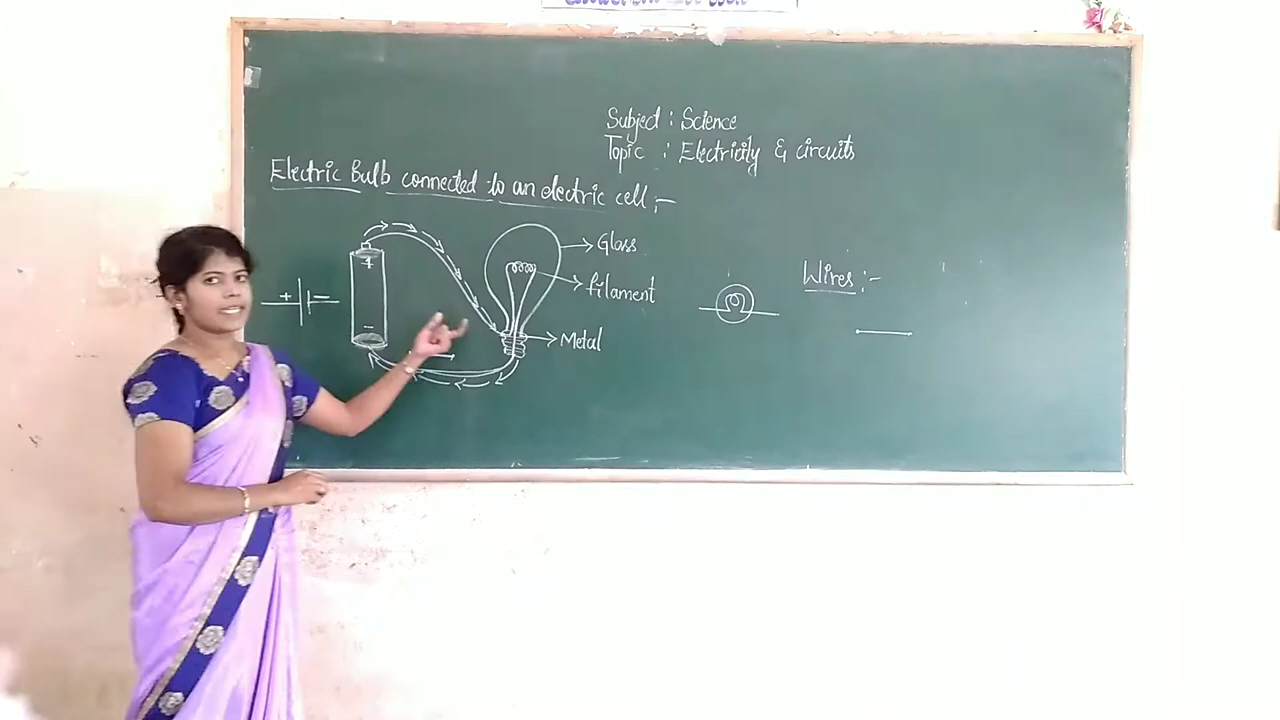 Subject : Science
Topic : Electricity & circuits
Electric Bulb connected to an electric cell :-
+
-
+ -
Glass
filament
Metal
Wires :-